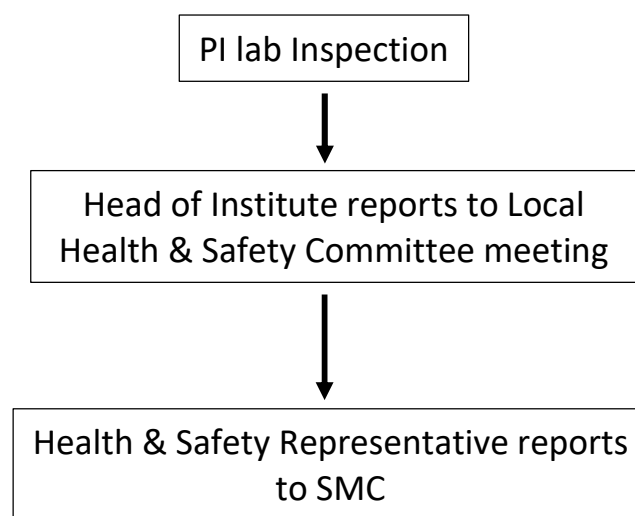 PI lab Inspection
Head of Institute reports to Local
Health & Safety Committee meeting
Health & Safety Representative reports
to SMC